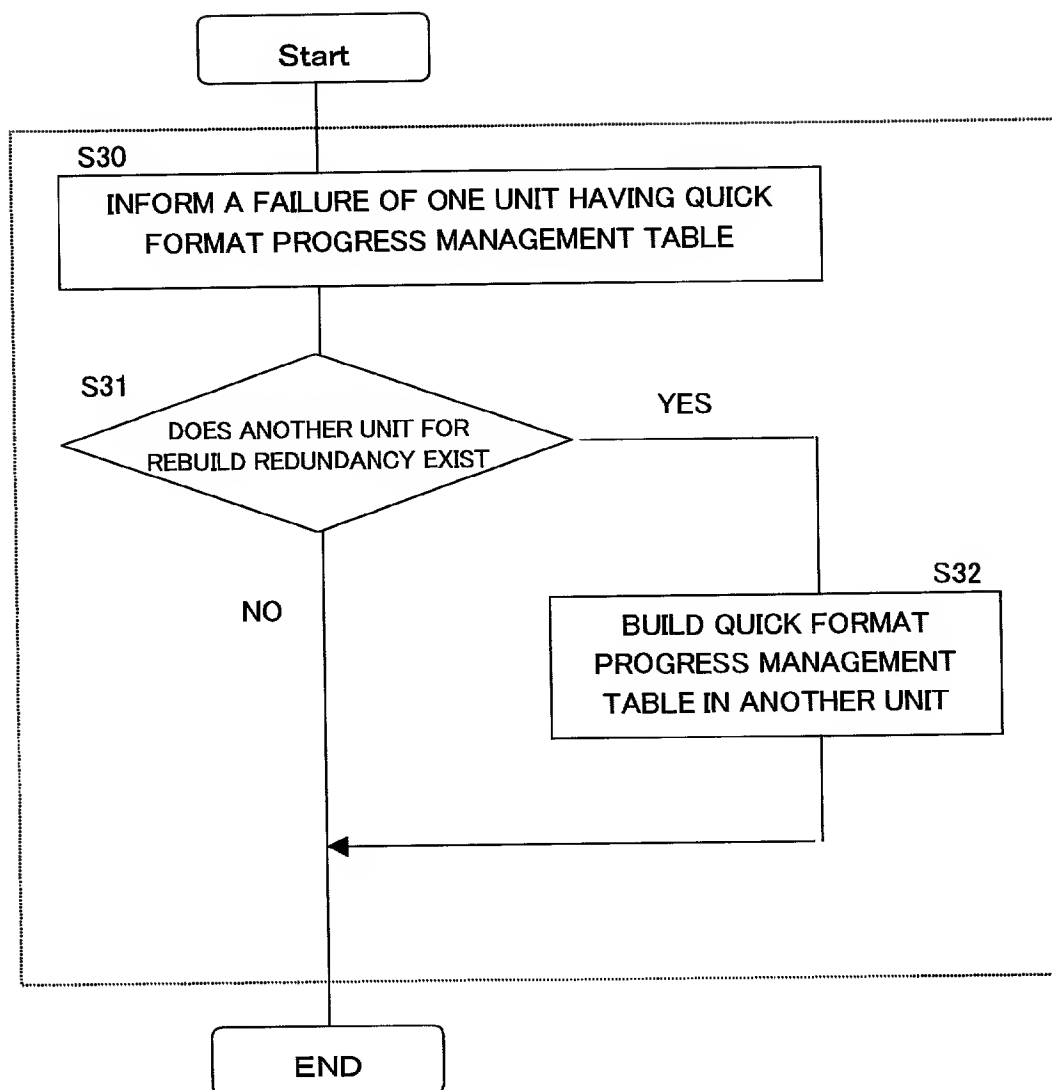 Start
S30
INFORM A FAILURE OF ONE UNIT HAVING QUICK
FORMAT PROGRESS MANAGEMENT TABLE
S31
DOES ANOTHER UNIT FOR
REBUILD REDUNDANCY EXIST
YES
NO
S32
BUILD QUICK FORMAT
PROGRESS MANAGEMENT
TABLE IN ANOTHER UNIT
END